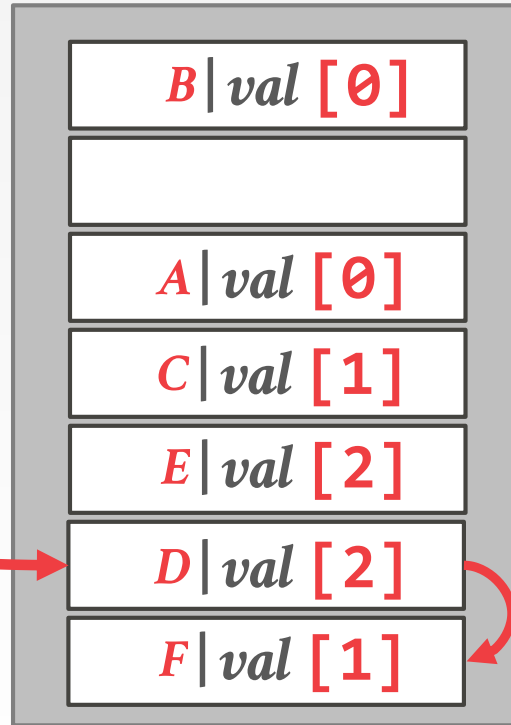 B|val [0]
A|val [0]
C|val [1]
E|val [2]
D|val [2]
F|val [1]